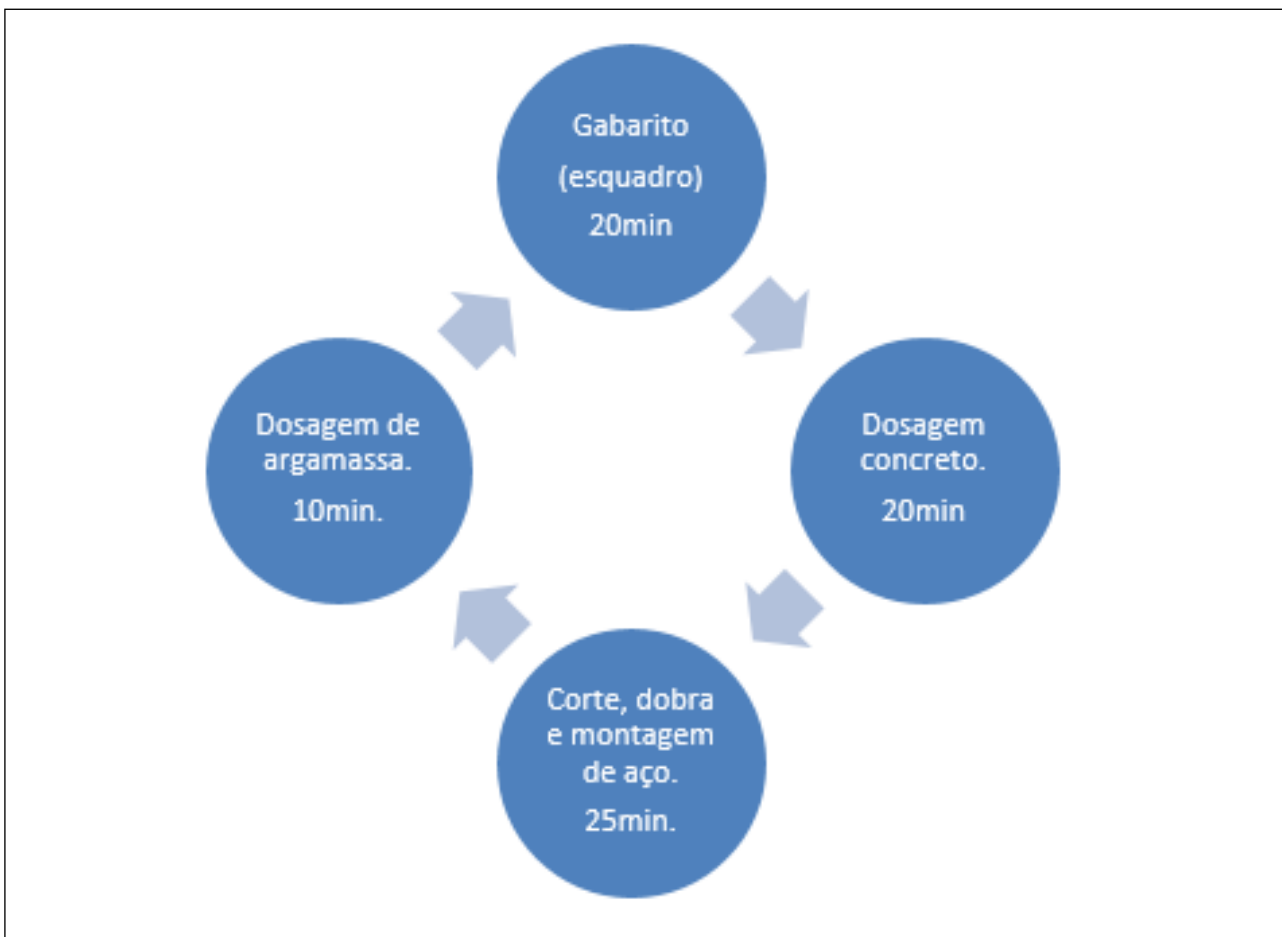 Gabarito
(esquadro)
20min
Dosagem
concreto.
20min
Corte, dobra
e montagem
de aço.
25min.
Dosagem de
argamassa.
10min.